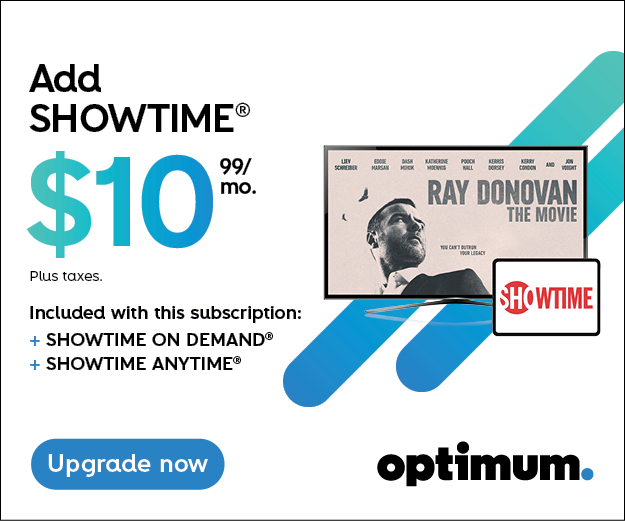 Add
SHOWTIME®
$10 99/
mo.
Plus taxes.
Included with this subscription:
+ SHOWTIME ON DEMAND®
+ SHOWTIME ANYTIME®
Upgrade now
LIEV SCHREIBER EDDIE MARSAN DASH MIHOK KATHERINE MOENNIG POOCH HALL KERRIS DORSEY KERRY CONDON AND JON VOIGHT
RAY DONOVAN
THE MOVIE
YOU CAN'T OUTRUN
YOUR LEGACY
SHOWTIME
optimum.